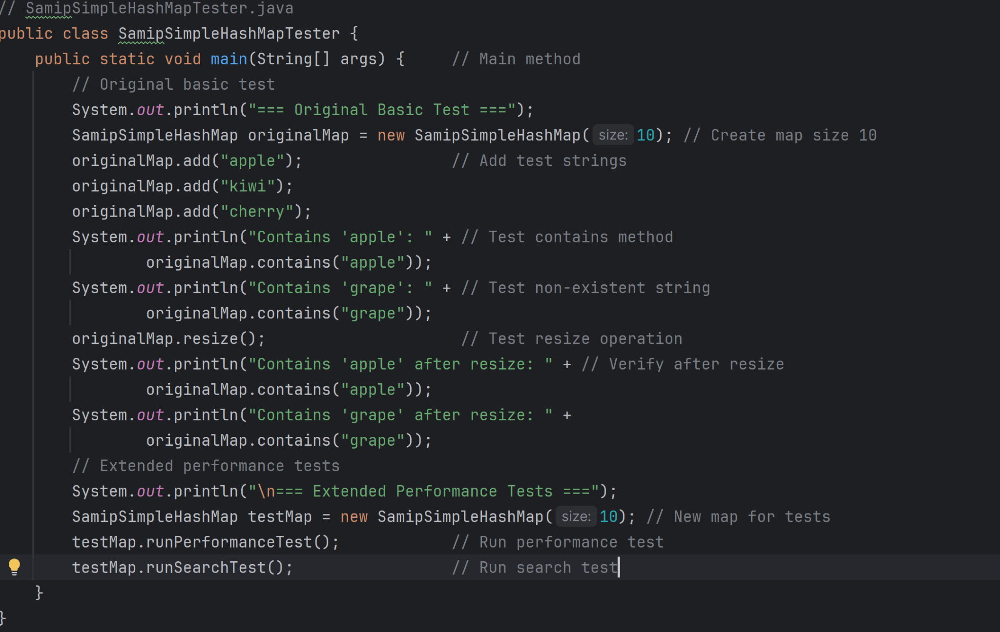 // SamipSimpleHashMapTester.java
public class SamipSimpleHashMapTester {
public static void main(String[] args) { // Main method
// Original basic test
System.out.println("=== Original Basic Test ===");
SamipSimpleHashMap originalMap = new SamipSimpleHashMap( size: 10); // Create map size 10
originalMap.add("apple"); // Add test strings
originalMap.add("kiwi");
originalMap.add("cherry");
System.out.println("Contains 'apple': " + // Test contains method
originalMap.contains("apple"));
System.out.println("Contains 'grape': " + // Test non-existent string
originalMap.contains("grape"));
originalMap.resize(); // Test resize operation
System.out.println("Contains 'apple' after resize: " + // Verify after resize
originalMap.contains("apple"));
System.out.println("Contains 'grape' after resize: " +
originalMap.contains("grape"));
// Extended performance tests
System.out.println("\n=== Extended Performance Tests ===");
SamipSimpleHashMap testMap = new SamipSimpleHashMap( size: 10); // New map for tests
testMap.runPerformanceTest(); // Run performance test
testMap.runSearchTest(); // Run search test
}
}